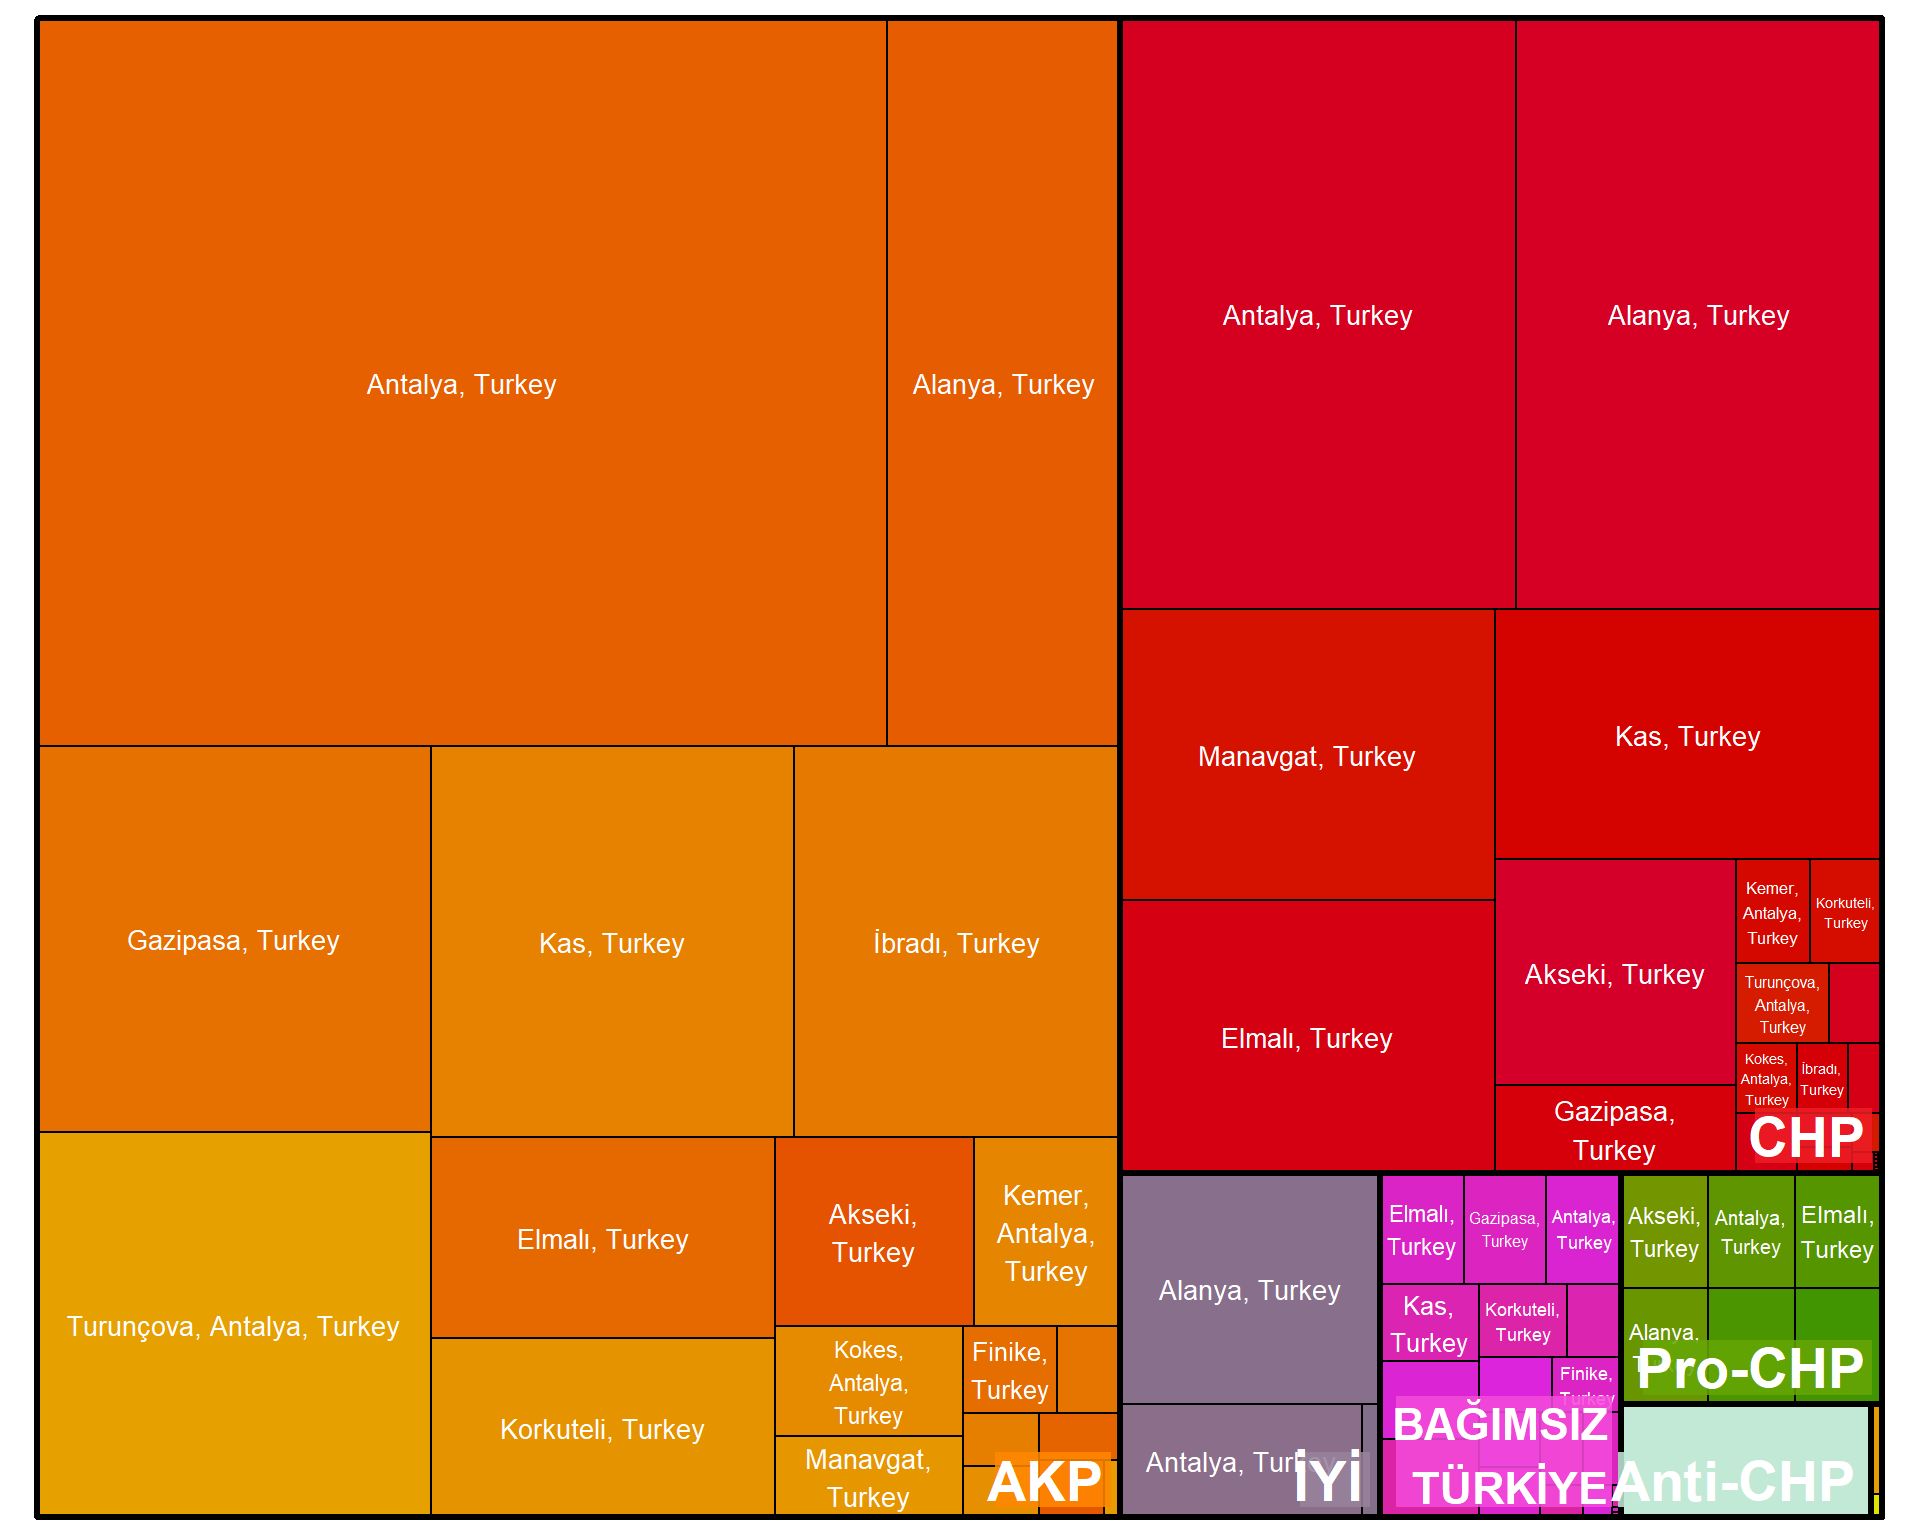 Antalya, Turkey
Alanya, Turkey
Gazipasa, Turkey
Kas, Turkey
İbradı, Turkey
Turunçova, Antalya, Turkey
Elmalı, Turkey
Korkuteli, Turkey
Akseki,
Turkey
Kemer,
Antalya,
Turkey
Kokes,
Antalya,
Turkey
Manavgat,
Turkey
Finike,
Turkey
AKP
Antalya, Turkey
Alanya, Turkey
Manavgat, Turkey
Kas, Turkey
Elmalı, Turkey
Akseki, Turkey
Gazipasa,
Turkey
Kemer,
Antalya,
Turkey
Korkuteli,
Turkey
Turunçova,
Antalya,
Turkey
Kokes,
Antalya,
Turkey
İbradı,
Turkey
CHP
Alanya, Turkey
Antalya, Turkey
İYİ
Elmalı,
Turkey
Gazipasa,
Turkey
Antalya,
Turkey
Kas,
Turkey
Korkuteli,
Turkey
Finike,
Turkey
BAĞIMSIZ
TÜRKİYE
Akseki,
Turkey
Antalya,
Turkey
Elmalı,
Turkey
Alanya,
Pro-CHP
Anti-CHP